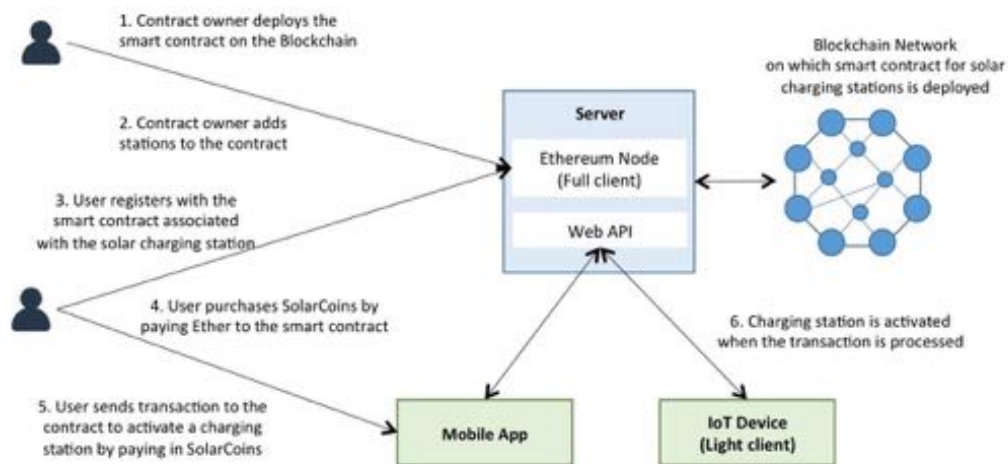 1. Contract owner deploys the
smart contract on the Blockchain
2. Contract owner adds
stations to the contract
3. User registers with the
smart contract associated
with the solar charging station
4. User purchases SolarCoins by
paying Ether to the smart contract
5. User sends transaction to the
contract to activate a charging
station by paying in SolarCoins
Server
Ethereum Node
(Full client)
Web API
Blockchain Network
on which smart contract for solar
charging stations is deployed
6. Charging station is activated
when the transaction is processed
Mobile App
IoT Device
(Light client)